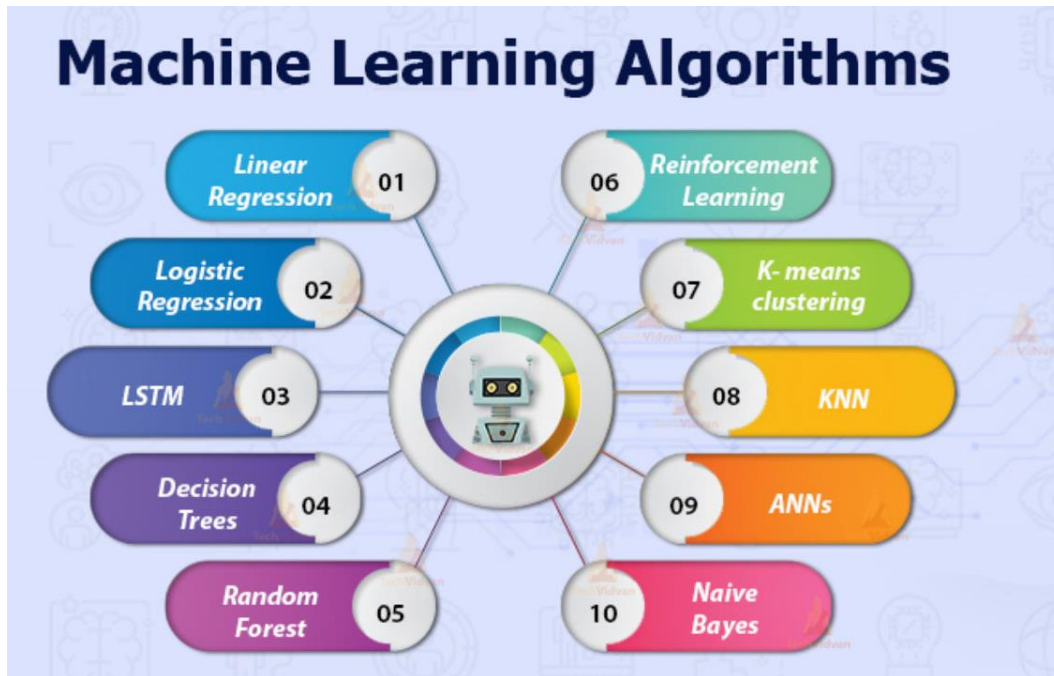 Machine Learning Algorithms
Linear
Regression
01
Logistic
Regression
02
LSTM
03
Decision
Trees
04
Random
Forest
05
06
Reinforcement
Learning
07
K- means
clustering
08
KNN
09
ANNs
10
Naive
Bayes
TechVidvan